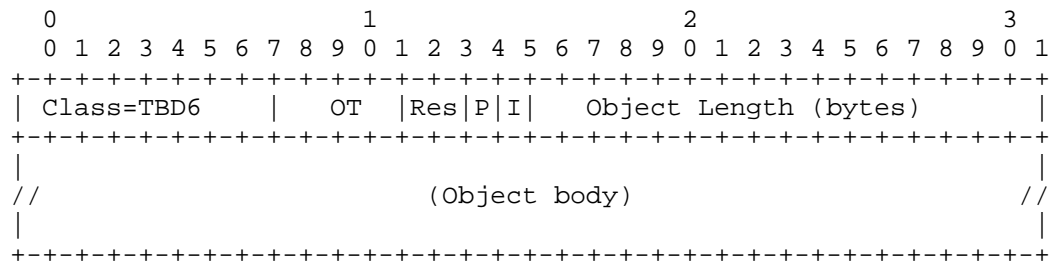 0                   1                   2                   3
   0 1 2 3 4 5 6 7 8 9 0 1 2 3 4 5 6 7 8 9 0 1 2 3 4 5 6 7 8 9 0 1
 +-+-+-+-+-+-+-+-+-+-+-+-+-+-+-+-+-+-+-+-+-+-+-+-+-+-+-+-+-+-+-+-+
 | Class=TBD6    |   OT  |Res|P|I|   Object Length (bytes)       |
 +-+-+-+-+-+-+-+-+-+-+-+-+-+-+-+-+-+-+-+-+-+-+-+-+-+-+-+-+-+-+-+-+
 |                                                               |
 //                        (Object body)                        //
 |                                                               |
 +-+-+-+-+-+-+-+-+-+-+-+-+-+-+-+-+-+-+-+-+-+-+-+-+-+-+-+-+-+-+-+-+